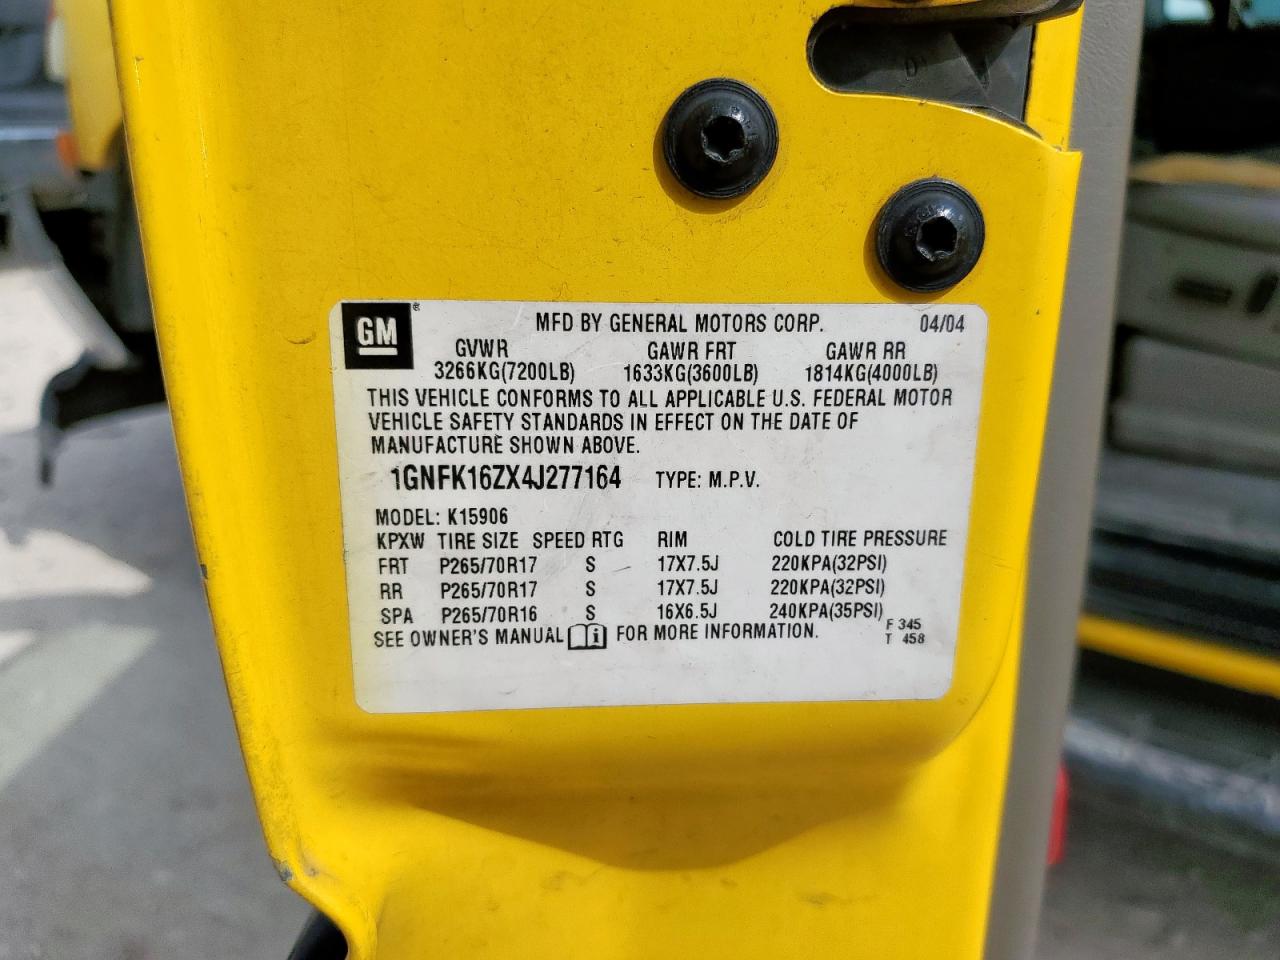 GM ® MFD BY GENERAL MOTORS CORP. 04/04
GVWR GAWR FRT GAWR RR
3266KG(7200LB) 1633KG(3600LB) 1814KG(4000LB)
THIS VEHICLE CONFORMS TO ALL APPLICABLE U.S. FEDERAL MOTOR
VEHICLE SAFETY STANDARDS IN EFFECT ON THE DATE OF
MANUFACTURE SHOWN ABOVE.
1GNFK16ZX4J277164 TYPE: M.P.V.
MODEL: K15906
KPXW TIRE SIZE SPEED RTG RIM COLD TIRE PRESSURE
FRT P265/70R17 S 17X7.5J 220KPA(32PSI)
RR P265/70R17 S 17X7.5J 220KPA(32PSI)
SPA P265/70R16 S 16X6.5J 240KPA(35PSI)
SEE OWNER'S MANUAL i FOR MORE INFORMATION.
F 345
T 458